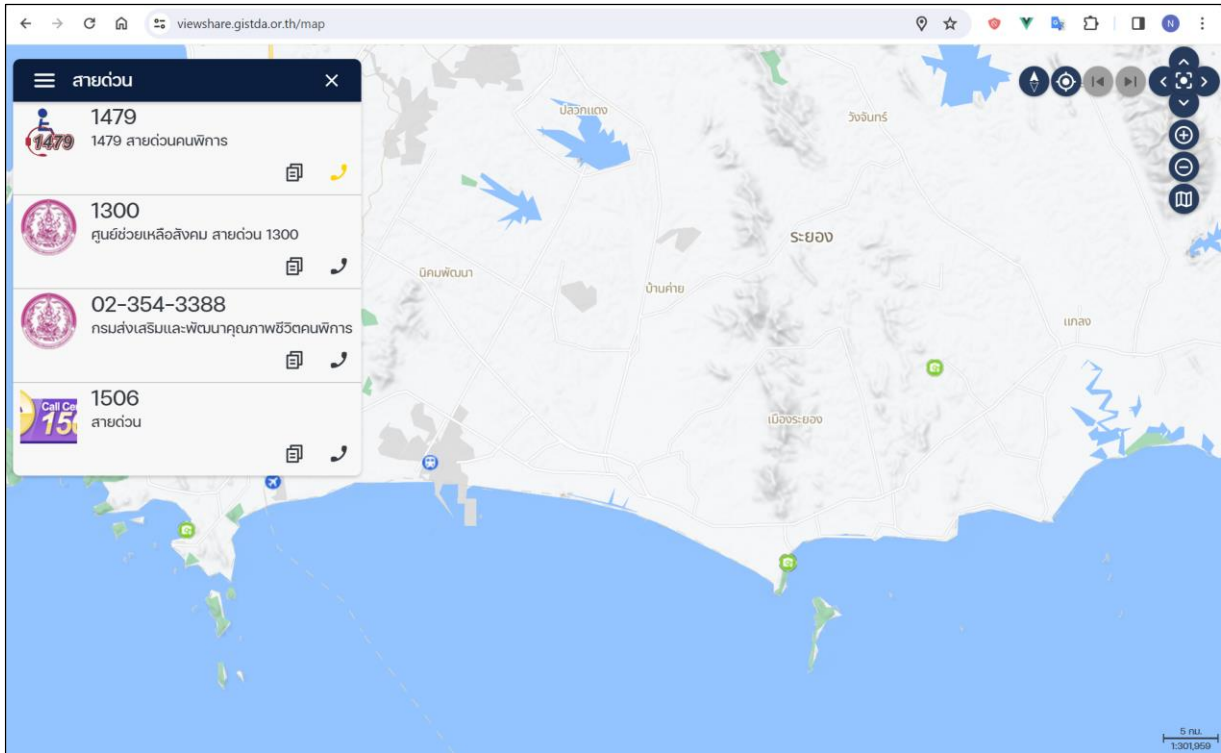 viewshare.gistda.or.th/map
N
สายด่วน
1479
1479
1479 สายด่วนคนพิการ
1300
ศูนย์ช่วยเหลือสังคม สายด่วน 1300
02-354-3388
กรมส่งเสริมและพัฒนาคุณภาพชีวิตคนพิการ
1506
สายด่วน
Call Ce
150
ปลวกแดง
วังจันทร์
ระยอง
นิคมพัฒนา
บ้านค่าย
แกลง
เมืองระยอง
5 กม.
1:301,959